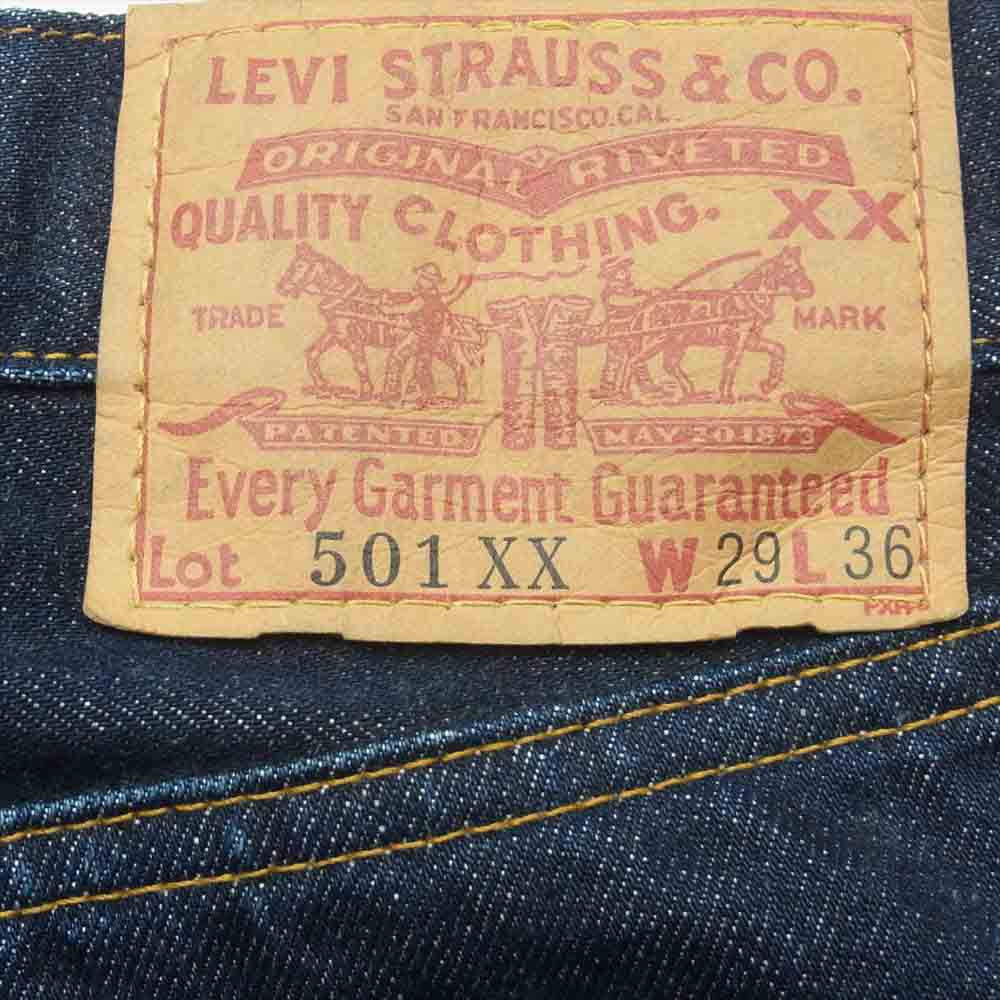 LEVI STRAUSS & CO.
SAN FRANCISCO, CAL.
ORIGINAL RIVETED
QUALITY CLOTHING. XX
TRADE MARK
PATENTED MAY 20 1873
Every Garment Guaranteed
Lot 501 XX W 29 L 36